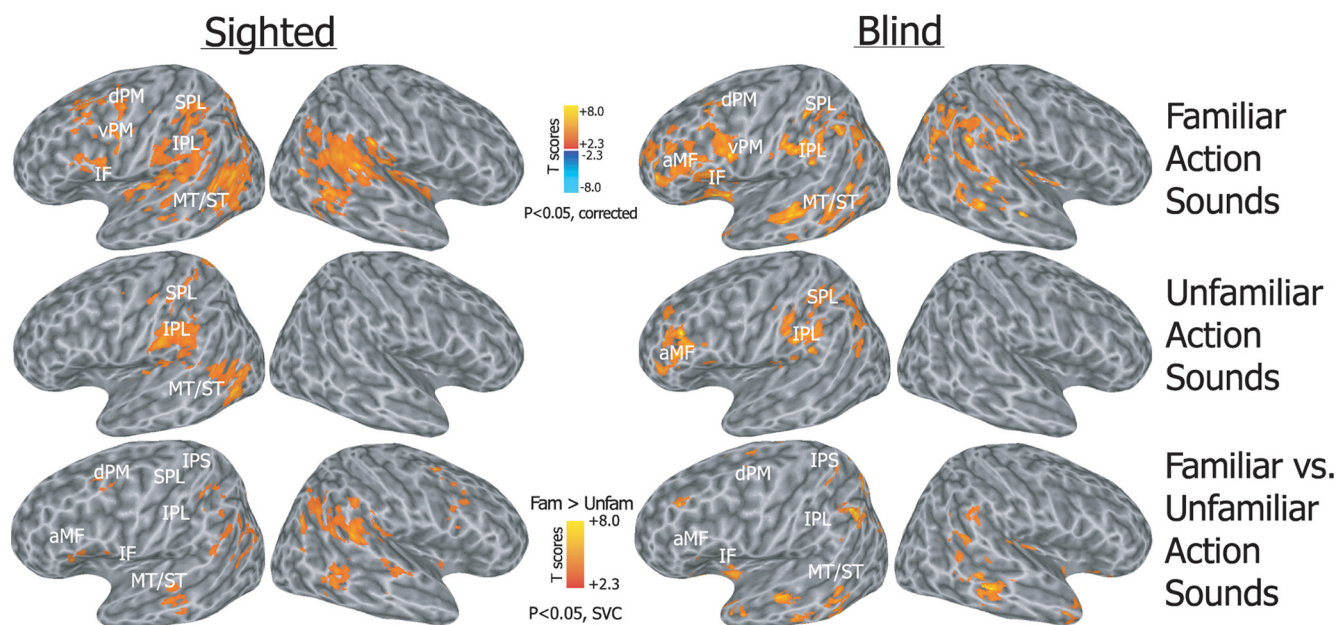 Sighted
Blind
dPM
SPL
vPM
IPL
IF
MT/ST
T scores
+8.0
+2.3
-2.3
-8.0
P<0.05, corrected
dPM
SPL
vPM
IPL
aMF
IF
MT/ST
Familiar
Action
Sounds
SPL
IPL
MT/ST
SPL
IPL
aMF
Unfamiliar
Action
Sounds
dPM
IPS
SPL
IPL
aMF
IF
MT/ST
Fam > Unfam
T scores
+8.0
+2.3
P<0.05, SVC
dPM
IPS
IPL
aMF
IF
MT/ST
Familiar vs.
Unfamiliar
Action
Sounds